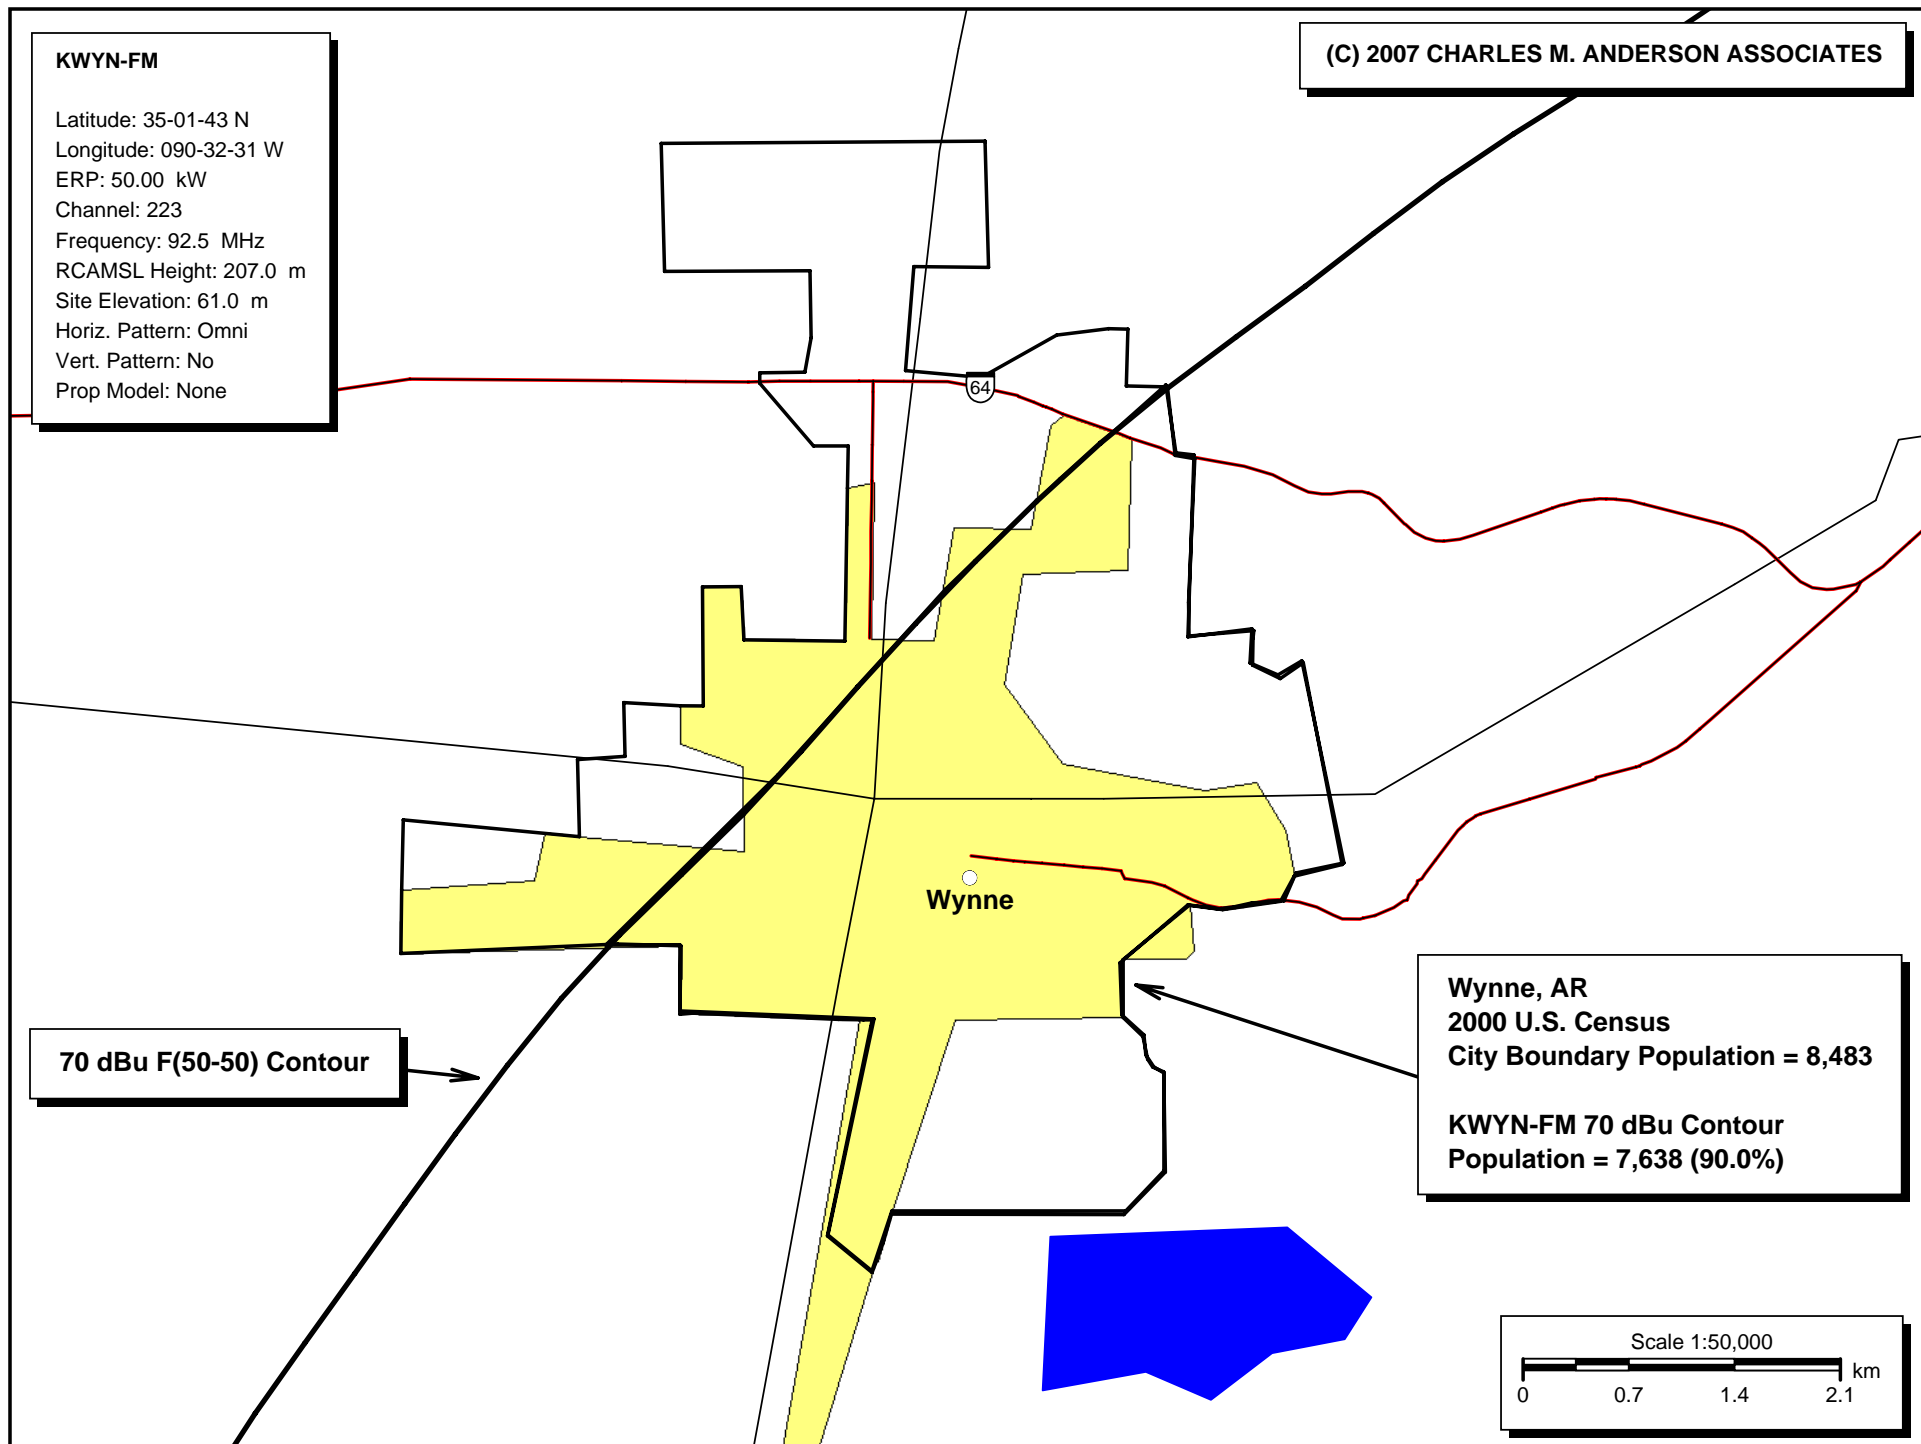 KWYN-FM
Latitude: 35-01-43 N
Longitude: 090-32-31 W
ERP: 50.00 kW
Channel: 223
Frequency: 92.5 MHz
RCAMSL Height: 207.0 m
Site Elevation: 61.0 m
Horiz. Pattern: Omni
Vert. Pattern: No
Prop Model: None
(C) 2007 CHARLES M. ANDERSON ASSOCIATES
64
Wynne
70 dBu F(50-50) Contour
Wynne, AR
2000 U.S. Census
City Boundary Population = 8,483
KWYN-FM 70 dBu Contour
Population = 7,638 (90.0%)
Scale 1:50,000
km
0 0.7 1.4 2.1